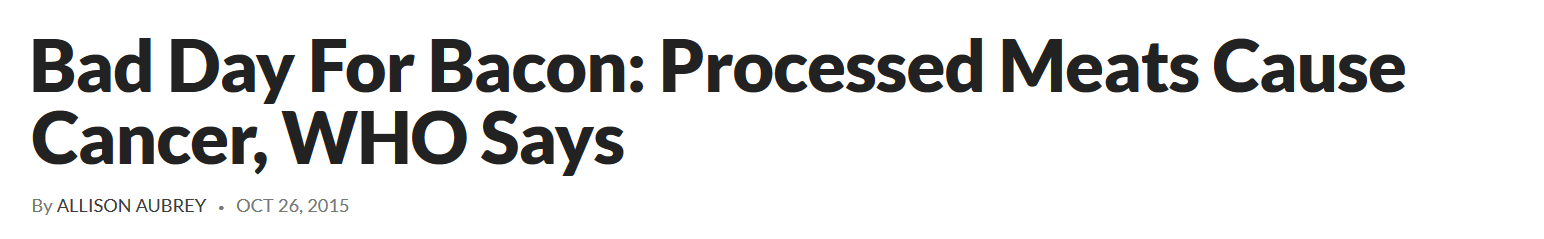 Bad Day For Bacon: Processed Meats Cause
Cancer, WHO Says
By ALLISON AUBREY • OCT 26, 2015